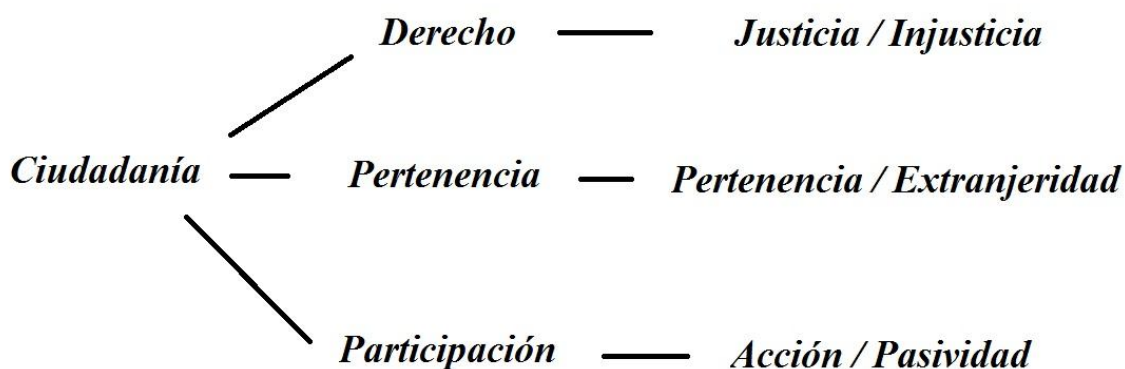 Derecho Justicia / Injusticia
Ciudadanía Pertenencia Pertenencia / Extranjeridad
Participación Acción / Pasividad